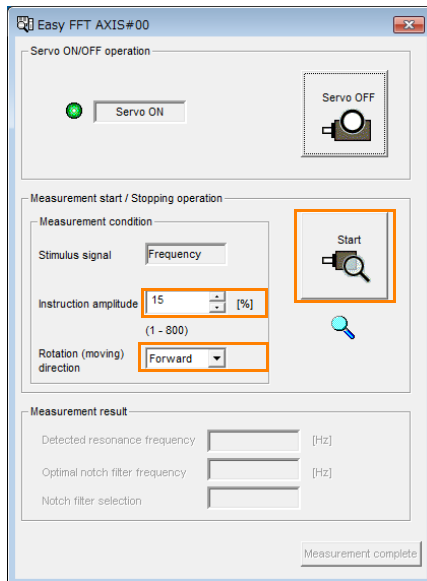 Easy FFT AXIS#00
Servo ON/OFF operation
Servo ON
Servo OFF
Measurement start / Stopping operation
Measurement condition
Stimulus signal
Frequency
Start
Instruction amplitude
15
[%]
(1 - 800)
Rotation (moving)
direction
Forward
Measurement result
Detected resonance frequency
[Hz]
Optimal notch filter frequency
[Hz]
Notch filter selection
Measurement complete